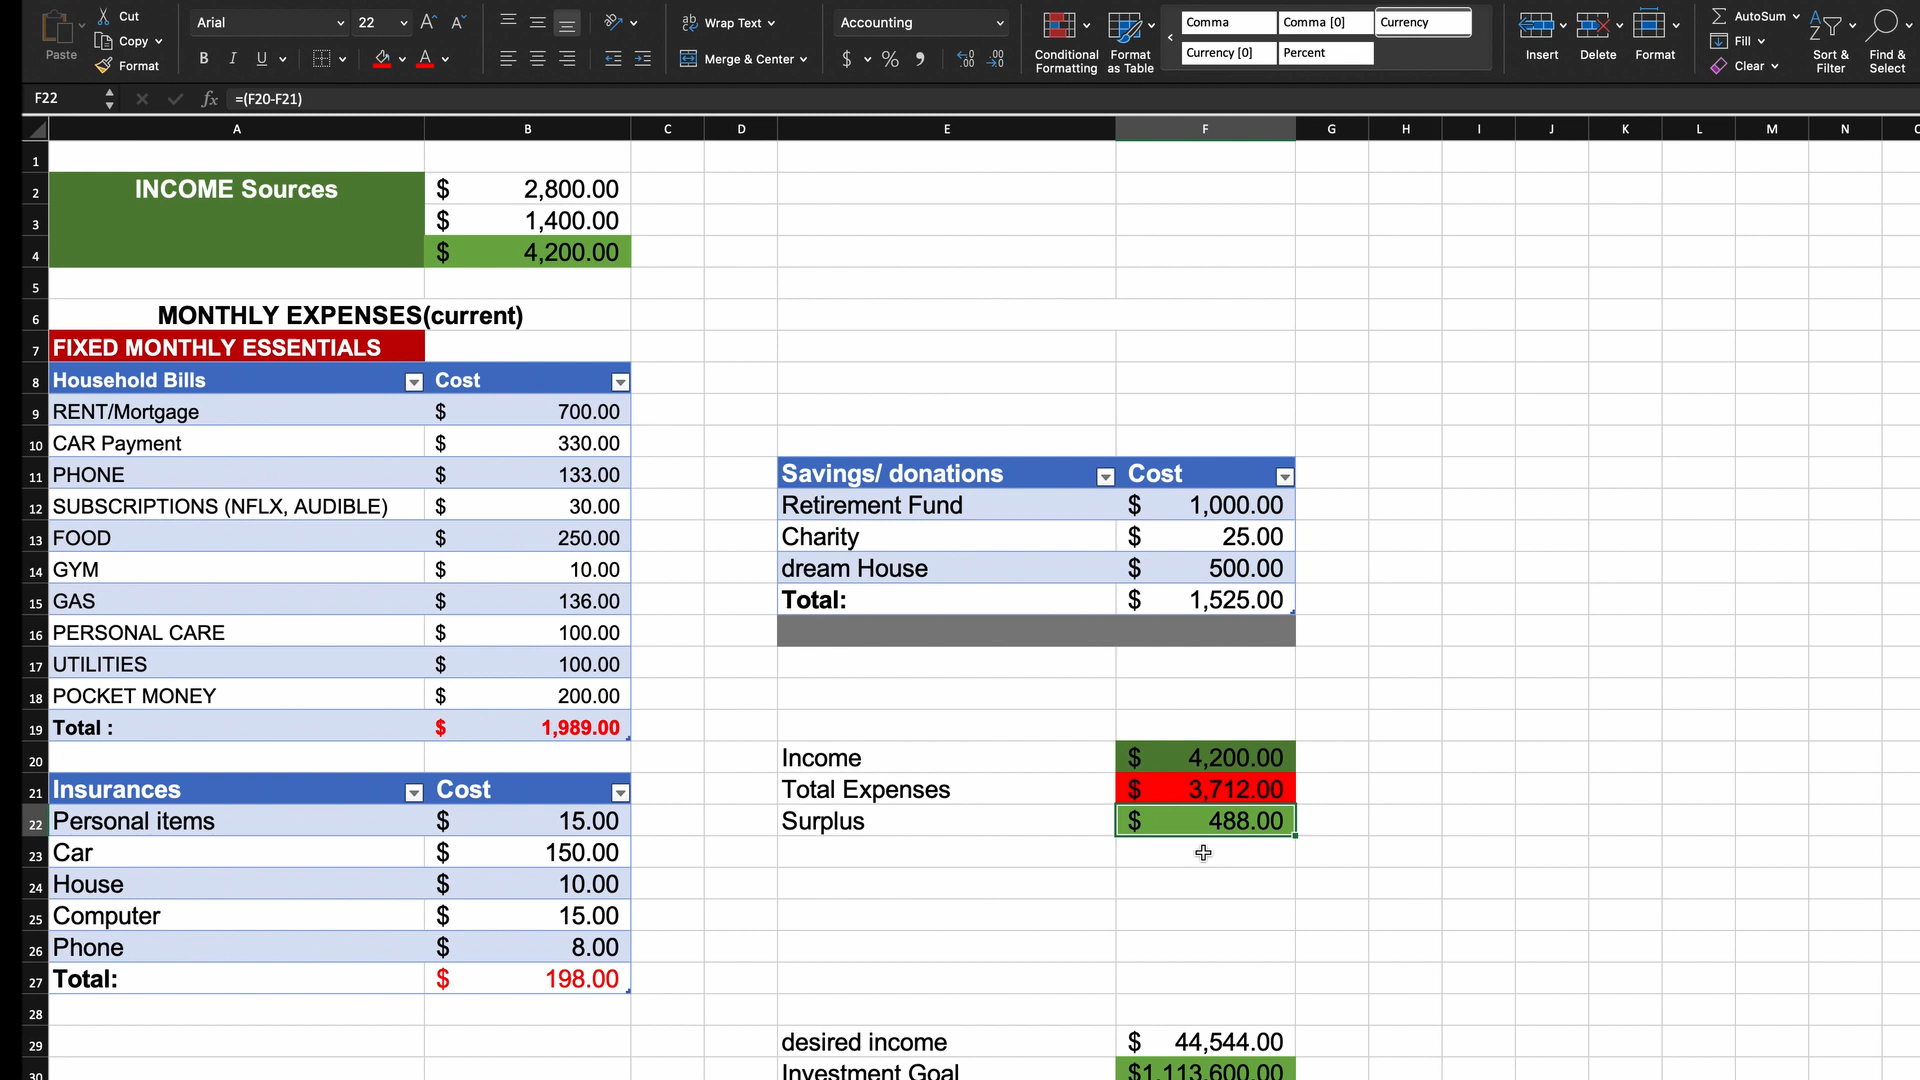 Cut
Arial 22 A A
ab Wrap Text
Accounting
Comma Comma [0] Currency
AutoSum
Paste
Copy
Currency [0] Percent
Conditional Formatting
Format as Table
Insert Delete Format
Fill
Sort & Filter
Find & Select
Format
B I U A
Merge & Center
$ % ,
Clear
F22 fx =(F20-F21)
A B C D E F G H I J K L M N
1
2 INCOME Sources $ 2,800.00
3 $ 1,400.00
4 $ 4,200.00
5
6 MONTHLY EXPENSES(current)
7 FIXED MONTHLY ESSENTIALS
8 Household Bills Cost
9 RENT/Mortgage $ 700.00
10 CAR Payment $ 330.00
11 PHONE $ 133.00 Savings/ donations Cost
12 SUBSCRIPTIONS (NFLX, AUDIBLE) $ 30.00 Retirement Fund $ 1,000.00
13 FOOD $ 250.00 Charity $ 25.00
14 GYM $ 10.00 dream House $ 500.00
15 GAS $ 136.00 Total: $ 1,525.00
16 PERSONAL CARE $ 100.00
17 UTILITIES $ 100.00
18 POCKET MONEY $ 200.00
19 Total : $ 1,989.00
20 Income $ 4,200.00
21 Insurances Cost Total Expenses $ 3,712.00
22 Personal items $ 15.00 Surplus $ 488.00
23 Car $ 150.00
24 House $ 10.00
25 Computer $ 15.00
26 Phone $ 8.00
27 Total: $ 198.00
28
29 desired income $ 44,544.00
30 Investment Goal $1,113,600.00